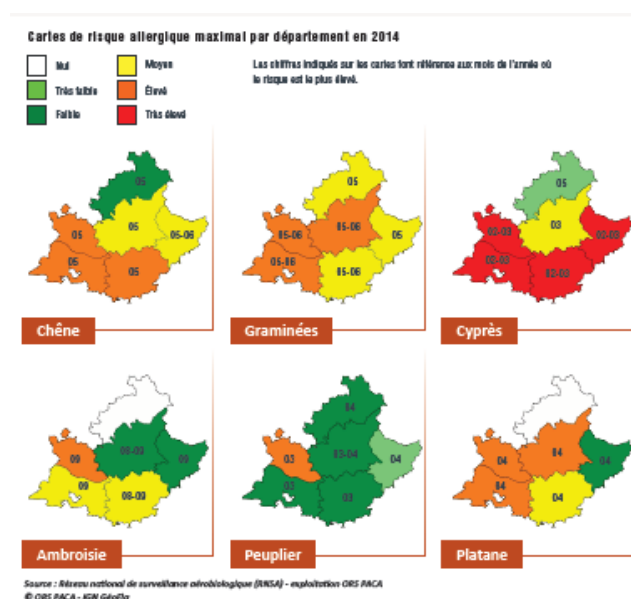 Cartes de risque allergique maximal par département en 2014
Nul
Moyen
Très faible
Élevé
Faible
Très élevé
Les chiffres indiqués sur les cartes font référence aux mois de l'année où
le risque est le plus élevé.
05
05
05
05-06
05
05
05
05-06
05-06
05
05-06
05-06
05
02-03
03
02-03
02-03
02-03
Chêne
Graminées
Cyprès
09
08-09
09
09
08-09
04
03
03-04
04
03
03
04
04
04
04
04
Ambroisie
Peuplier
Platane
Source : Réseau national de surveillance aérobiologique (RNSA) - exploitation ORS PACA
© ORS PACA - IGN GéoFla